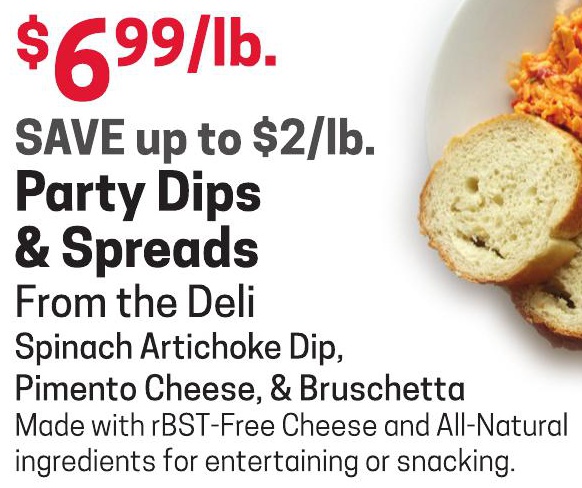 $6.99/lb.
SAVE up to $2/lb.
Party Dips
& Spreads
From the Deli
Spinach Artichoke Dip,
Pimento Cheese, & Bruschetta
Made with rBST-Free Cheese and All-Natural
ingredients for entertaining or snacking.